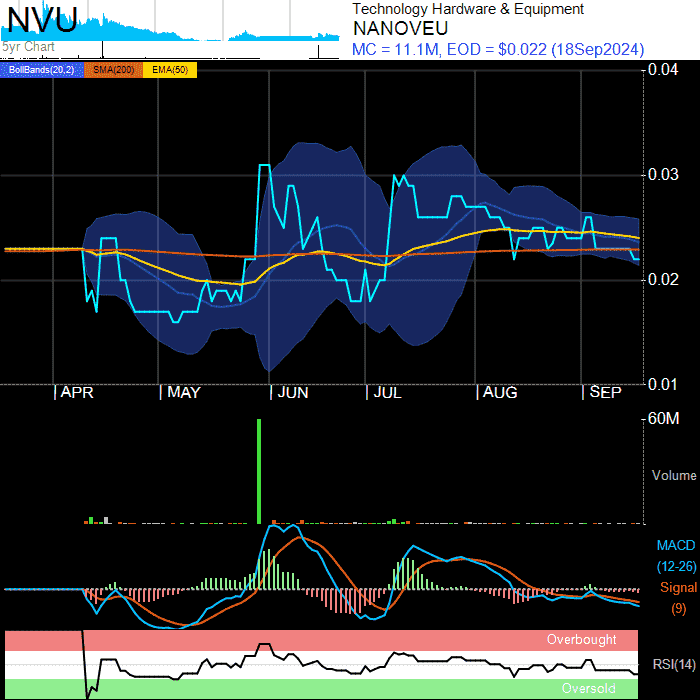 NVU
5yr Chart
Technology Hardware & Equipment
NANOVEU
MC = 11.1M, EOD = $0.022 (18Sep2024)
BollBands(20,2) SMA(200) EMA(50)
0.04
0.03
0.02
0.01
APR MAY JUN JUL AUG SEP
60M
Volume
MACD
(12-26)
Signal
(9)
Overbought
RSI(14)
Oversold